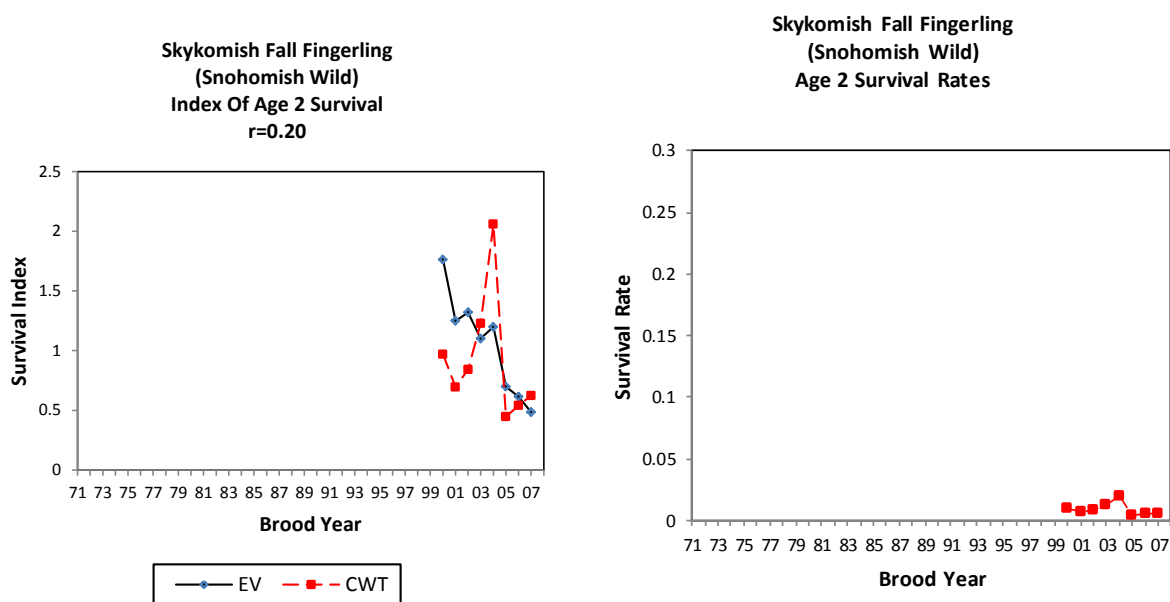 Skykomish Fall Fingerling
(Snohomish Wild)
Index Of Age 2 Survival
r=0.20
2.5
2
1.5
1
0.5
0
Survival Index
71 73 75 77 79 81 83 85 87 89 91 93 95 97 99 01 03 05 07
Brood Year
EV CWT
Skykomish Fall Fingerling
(Snohomish Wild)
Age 2 Survival Rates
0.3
0.25
0.2
0.15
0.1
0.05
0
Survival Rate
71 73 75 77 79 81 83 85 87 89 91 93 95 97 99 01 03 05 07
Brood Year